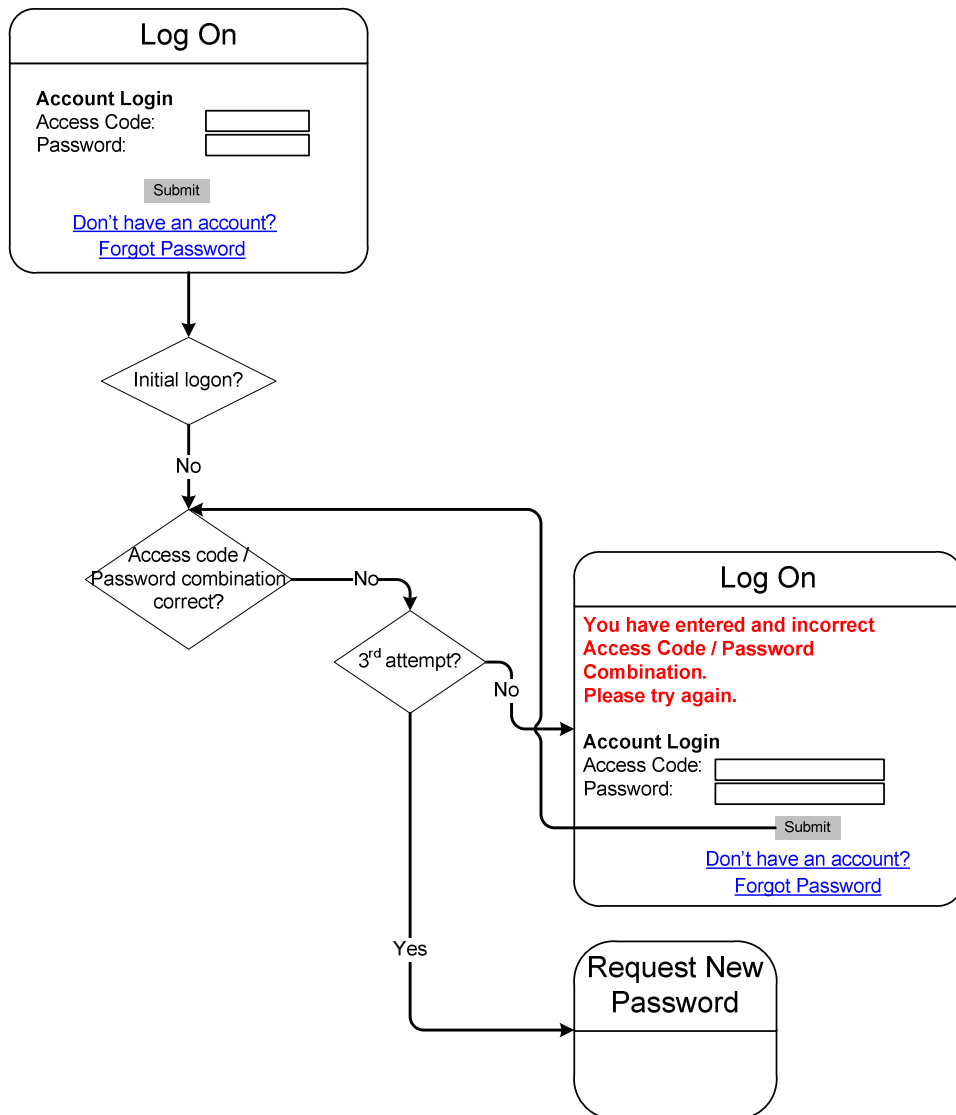 Log On
Account Login
Access Code:
Password:
Submit
Don't have an account?
Forgot Password
Initial logon?
No
Access code /
Password combination
correct?
No
3rd attempt?
No
Log On
You have entered and incorrect
Access Code / Password
Combination.
Please try again.
Account Login
Access Code:
Password:
Submit
Don't have an account?
Forgot Password
Yes
Request New
Password